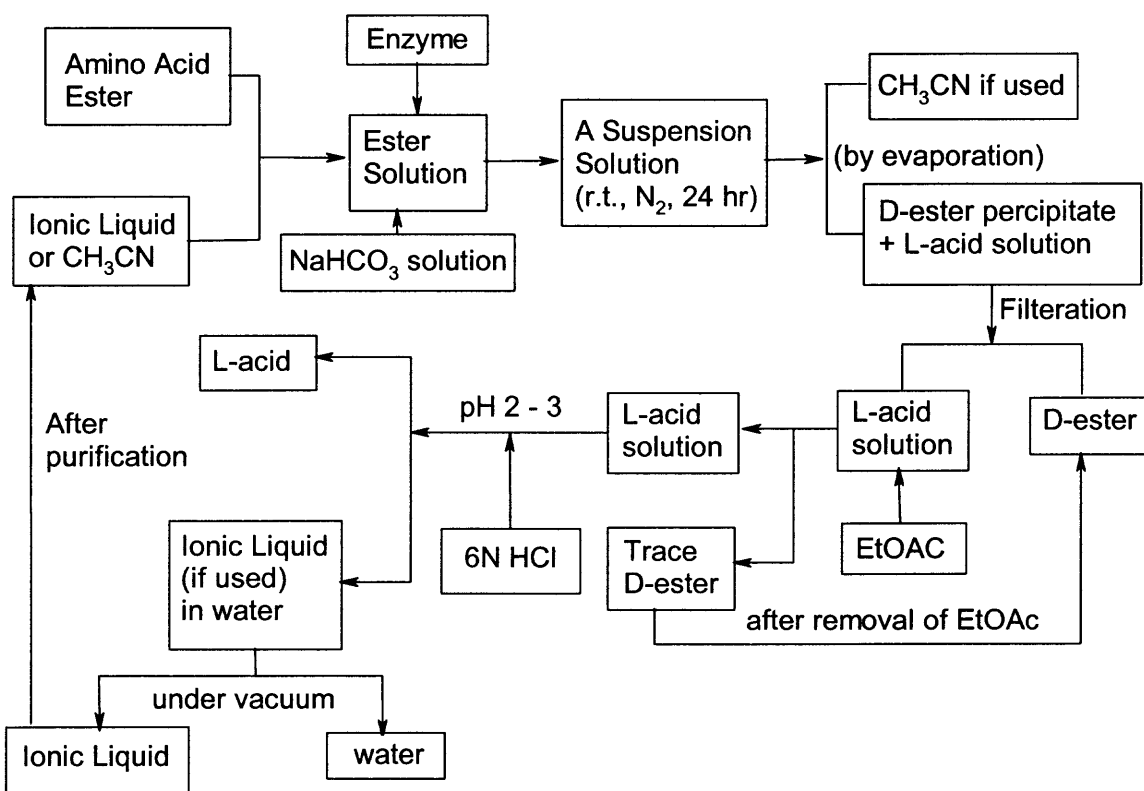 Amino Acid
Ester
Enzyme
Ester
Solution
A Suspension
Solution
(r.t., N₂, 24 hr)
CH₃CN if used
(by evaporation)
D-ester percipitate
+ L-acid solution
Ionic Liquid
or CH₃CN
NaHCO₃ solution
Filteration
L-acid
pH 2 - 3
L-acid
solution
L-acid
solution
D-ester
After
purification
Ionic Liquid
(if used)
in water
6N HCl
Trace
D-ester
EtOAC
after removal of EtOAc
under vacuum
Ionic Liquid
water